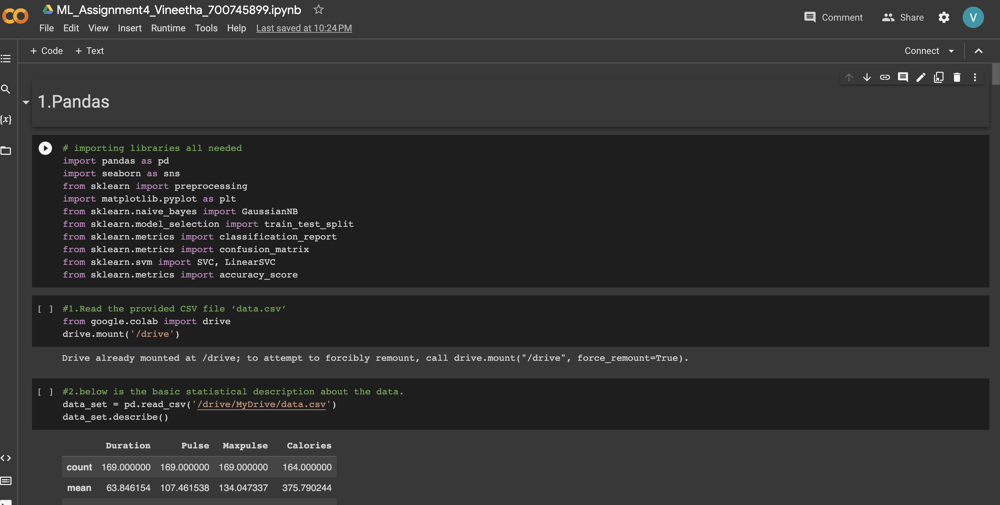 ML_Assignment4_Vineetha_700745899.ipynb
Comment
Share
V
File Edit View Insert Runtime Tools Help Last saved at 10:24 PM
+ Code + Text
Connect
1.Pandas
{x}
# importing libraries all needed
import pandas as pd
import seaborn as sns
from sklearn import preprocessing
import matplotlib.pyplot as plt
from sklearn.naive_bayes import GaussianNB
from sklearn.model_selection import train_test_split
from sklearn.metrics import classification_report
from sklearn.metrics import confusion_matrix
from sklearn.svm import SVC, LinearSVC
from sklearn.metrics import accuracy_score
[ ] #1.Read the provided CSV file ‘data.csv’
from google.colab import drive
drive.mount('/drive')
Drive already mounted at /drive; to attempt to forcibly remount, call drive.mount("/drive", force_remount=True).
[ ] #2.below is the basic statistical description about the data.
data_set = pd.read_csv('/drive/MyDrive/data.csv')
data_set.describe()
Duration Pulse Maxpulse Calories
count 169.000000 169.000000 169.000000 164.000000
mean 63.846154 107.461538 134.047337 375.790244